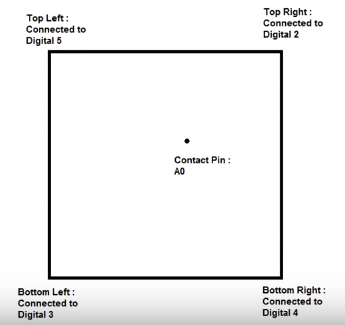 Top Left :
Connected to
Digital 5
Top Right :
Connected to
Digital 2
Contact Pin :
A0
Bottom Left :
Connected to
Digital 3
Bottom Right :
Connected to
Digital 4